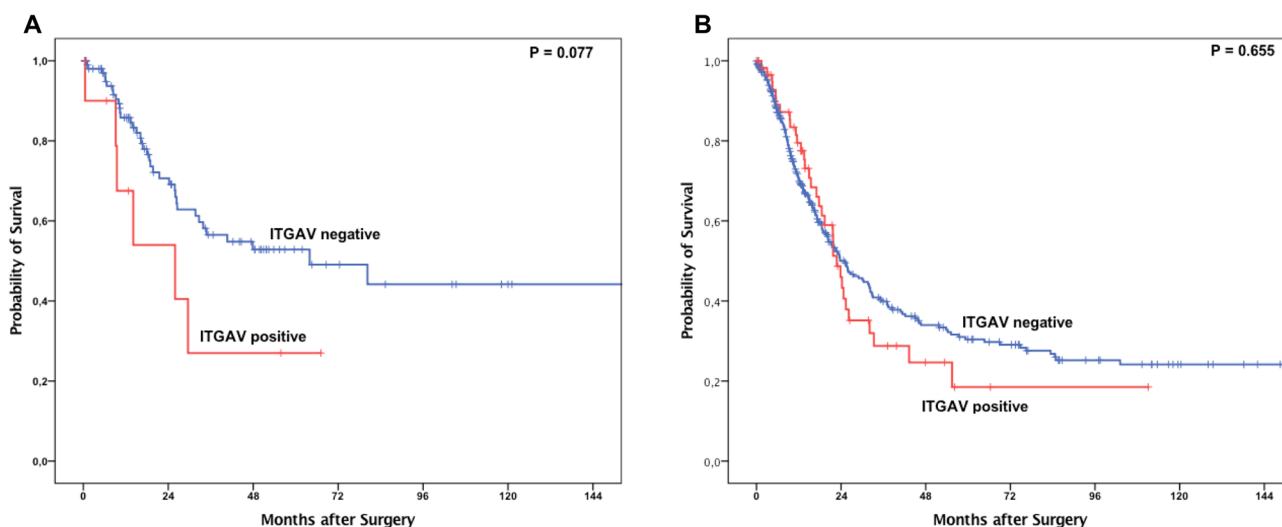 A
P = 0.077
1,0
0,8
0,6
0,4
0,2
0,0
Probability of Surival
ITGAV negative
ITGAV positive
0 24 48 72 96 120 144
Months after Surgery
B
P = 0.655
1,0
0,8
0,6
0,4
0,2
0,0
Probability of Survival
ITGAV negative
ITGAV positive
0 24 48 72 96 120 144
Months after Surgery